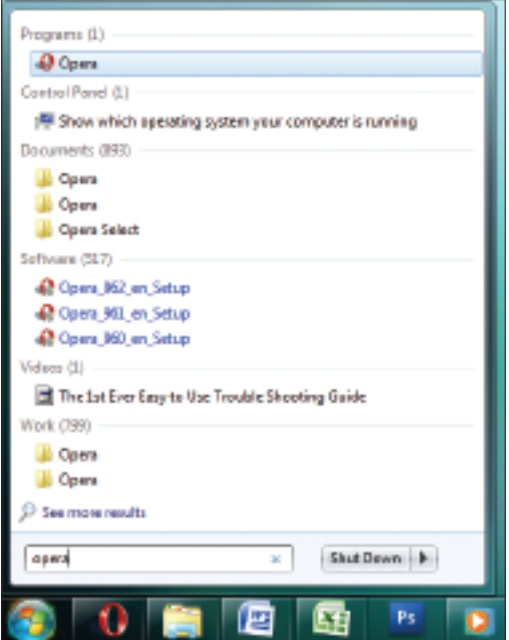 Programs (1)
Opera
Control Panel (1)
Show which operating system your computer is running
Documents (893)
Opera
Opera
Opera Select
Software (517)
Opera_962_en_Setup
Opera_961_en_Setup
Opera_960_en_Setup
Videos (1)
The 1st Ever Easy to Use Trouble Shooting Guide
Work (799)
Opera
Opera
See more results
opera
Shut Down
Ps